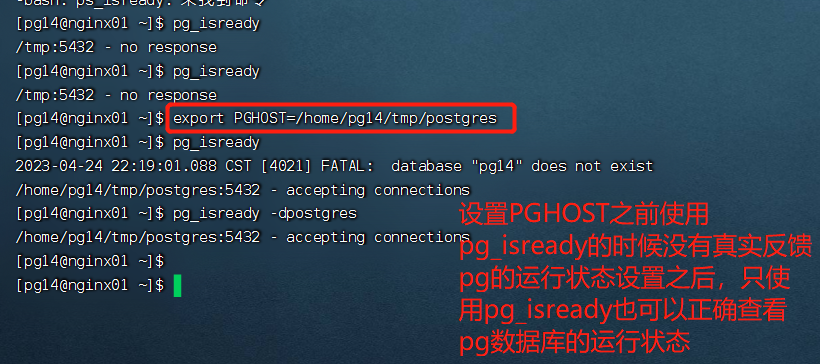 -bash: ps_isready: 未找到命令
[pg14@nginx01 ~]$ pg_isready
/tmp:5432 - no response
[pg14@nginx01 ~]$ pg_isready
/tmp:5432 - no response
[pg14@nginx01 ~]$ export PGHOST=/home/pg14/tmp/postgres
[pg14@nginx01 ~]$ pg_isready
2023-04-24 22:19:01.088 CST [4021] FATAL:  database "pg14" does not exist
/home/pg14/tmp/postgres:5432 - accepting connections
[pg14@nginx01 ~]$ pg_isready -dpostgres
/home/pg14/tmp/postgres:5432 - accepting connections
[pg14@nginx01 ~]$
[pg14@nginx01 ~]$
设置PGHOST之前使用
pg_isready的时候没有真实反馈
pg的运行状态设置之后，只使
用pg_isready也可以正确查看
pg数据库的运行状态